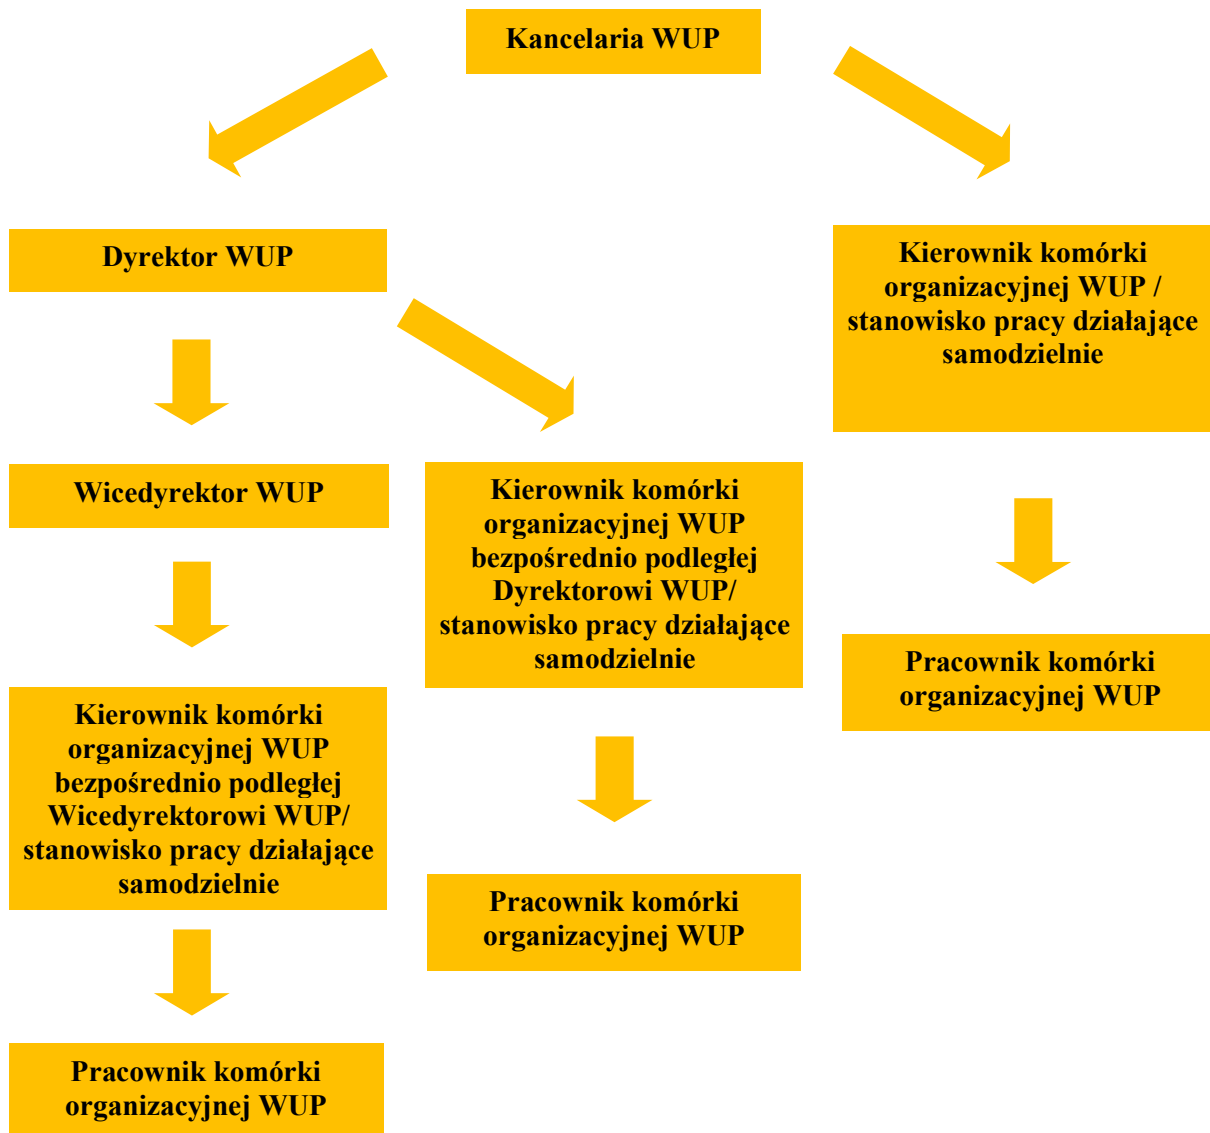 Kancelaria WUP
Dyrektor WUP
Kierownik komórki
organizacyjnej WUP /
stanowisko pracy działające
samodzielnie
Wicedyrektor WUP
Kierownik komórki
organizacyjnej WUP
bezpośrednio podległej
Dyrektorowi WUP/
stanowisko pracy działające
samodzielnie
Pracownik komórki
organizacyjnej WUP
Kierownik komórki
organizacyjnej WUP
bezpośrednio podległej
Wicedyrektorowi WUP/
stanowisko pracy działające
samodzielnie
Pracownik komórki
organizacyjnej WUP
Pracownik komórki
organizacyjnej WUP